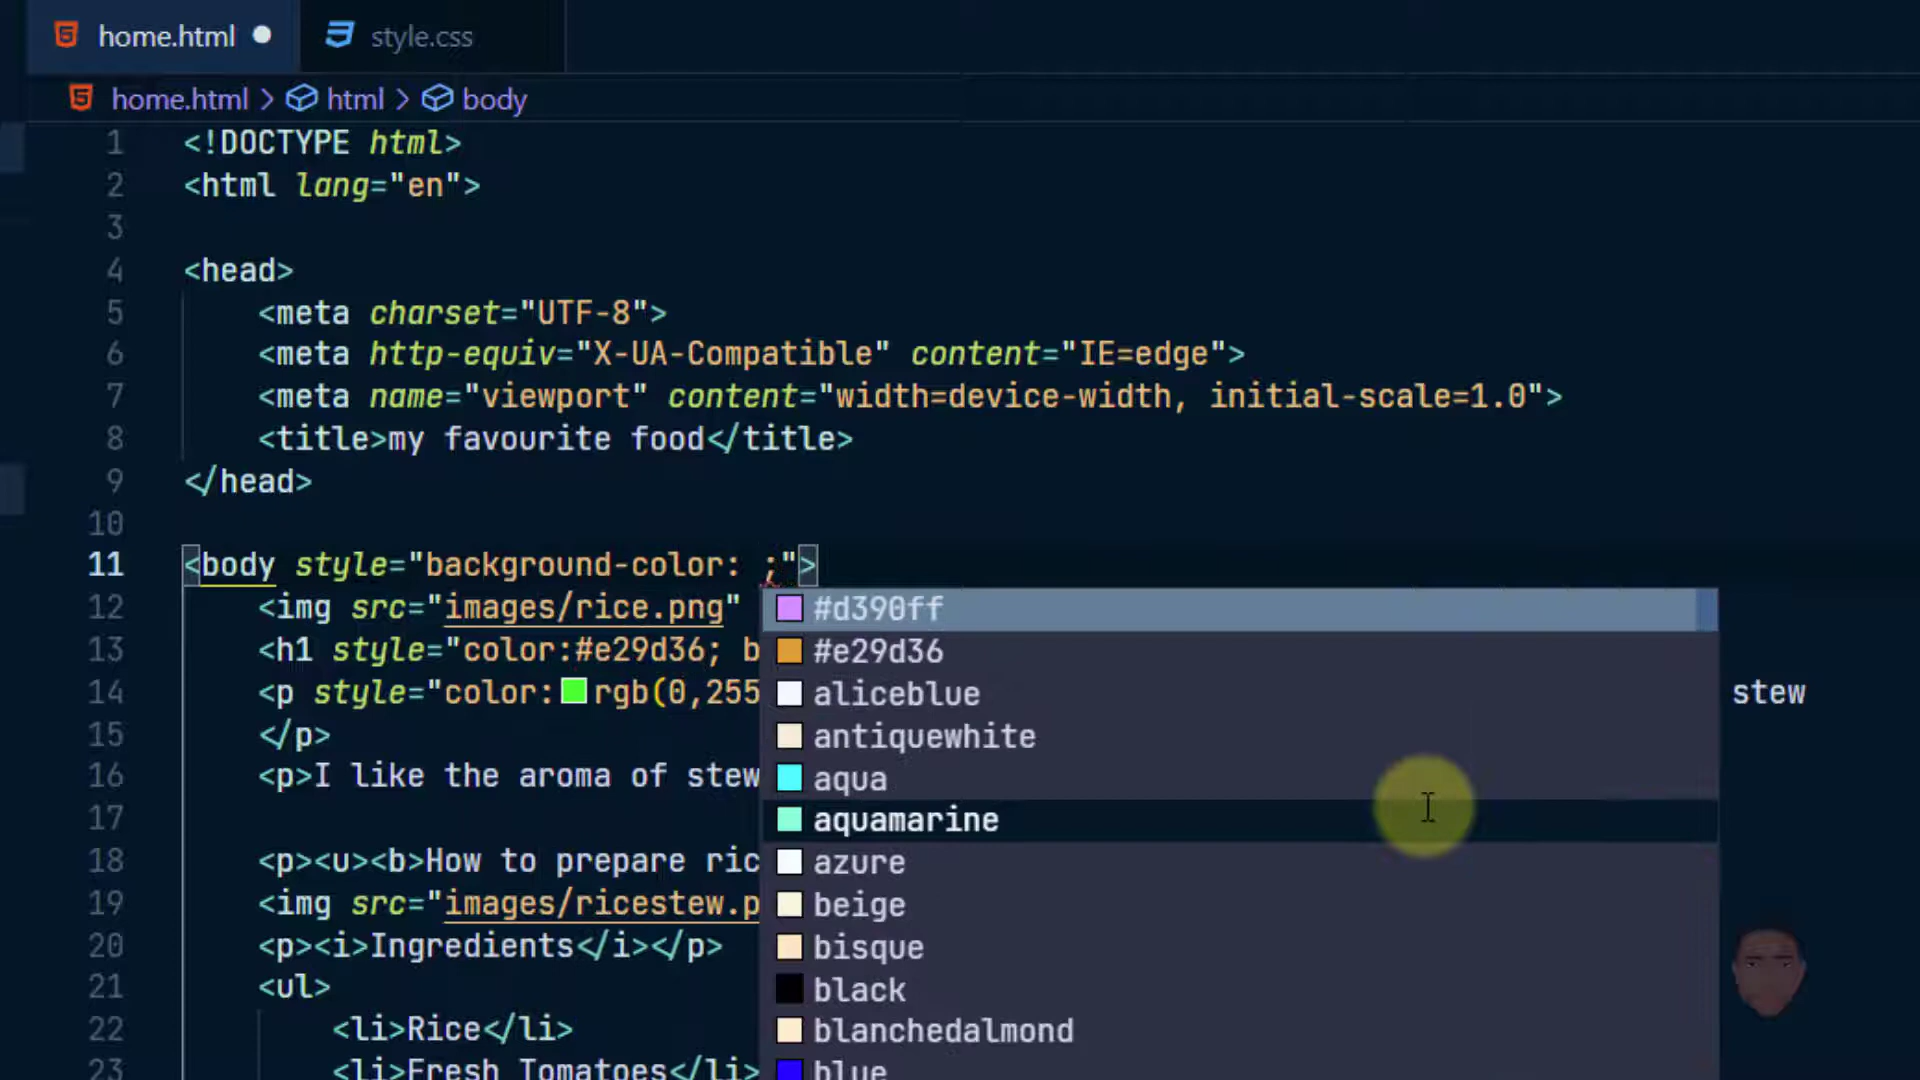 home.html style.css
home.html > html > body
1 <!DOCTYPE html>
2 <html lang="en">
3
4 <head>
5 <meta charset="UTF-8">
6 <meta http-equiv="X-UA-Compatible" content="IE=edge">
7 <meta name="viewport" content="width=device-width, initial-scale=1.0">
8 <title>my favourite food</title>
9 </head>
10
11 <body style="background-color: ;">
12 <img src="images/rice.png"
13 <h1 style="color:#e29d36; b
14 <p style="color:rgb(0,255 stew
15 </p>
16 <p>I like the aroma of stew
17
18 <p><u><b>How to prepare ric
19 <img src="images/ricestew.p
20 <p><i>Ingredients</i></p>
21 <ul>
22 <li>Rice</li>
23 <li>Fresh Tomatoes</li>
#d390ff
#e29d36
aliceblue
antiquewhite
aqua
aquamarine
azure
beige
bisque
black
blanchedalmond
blue